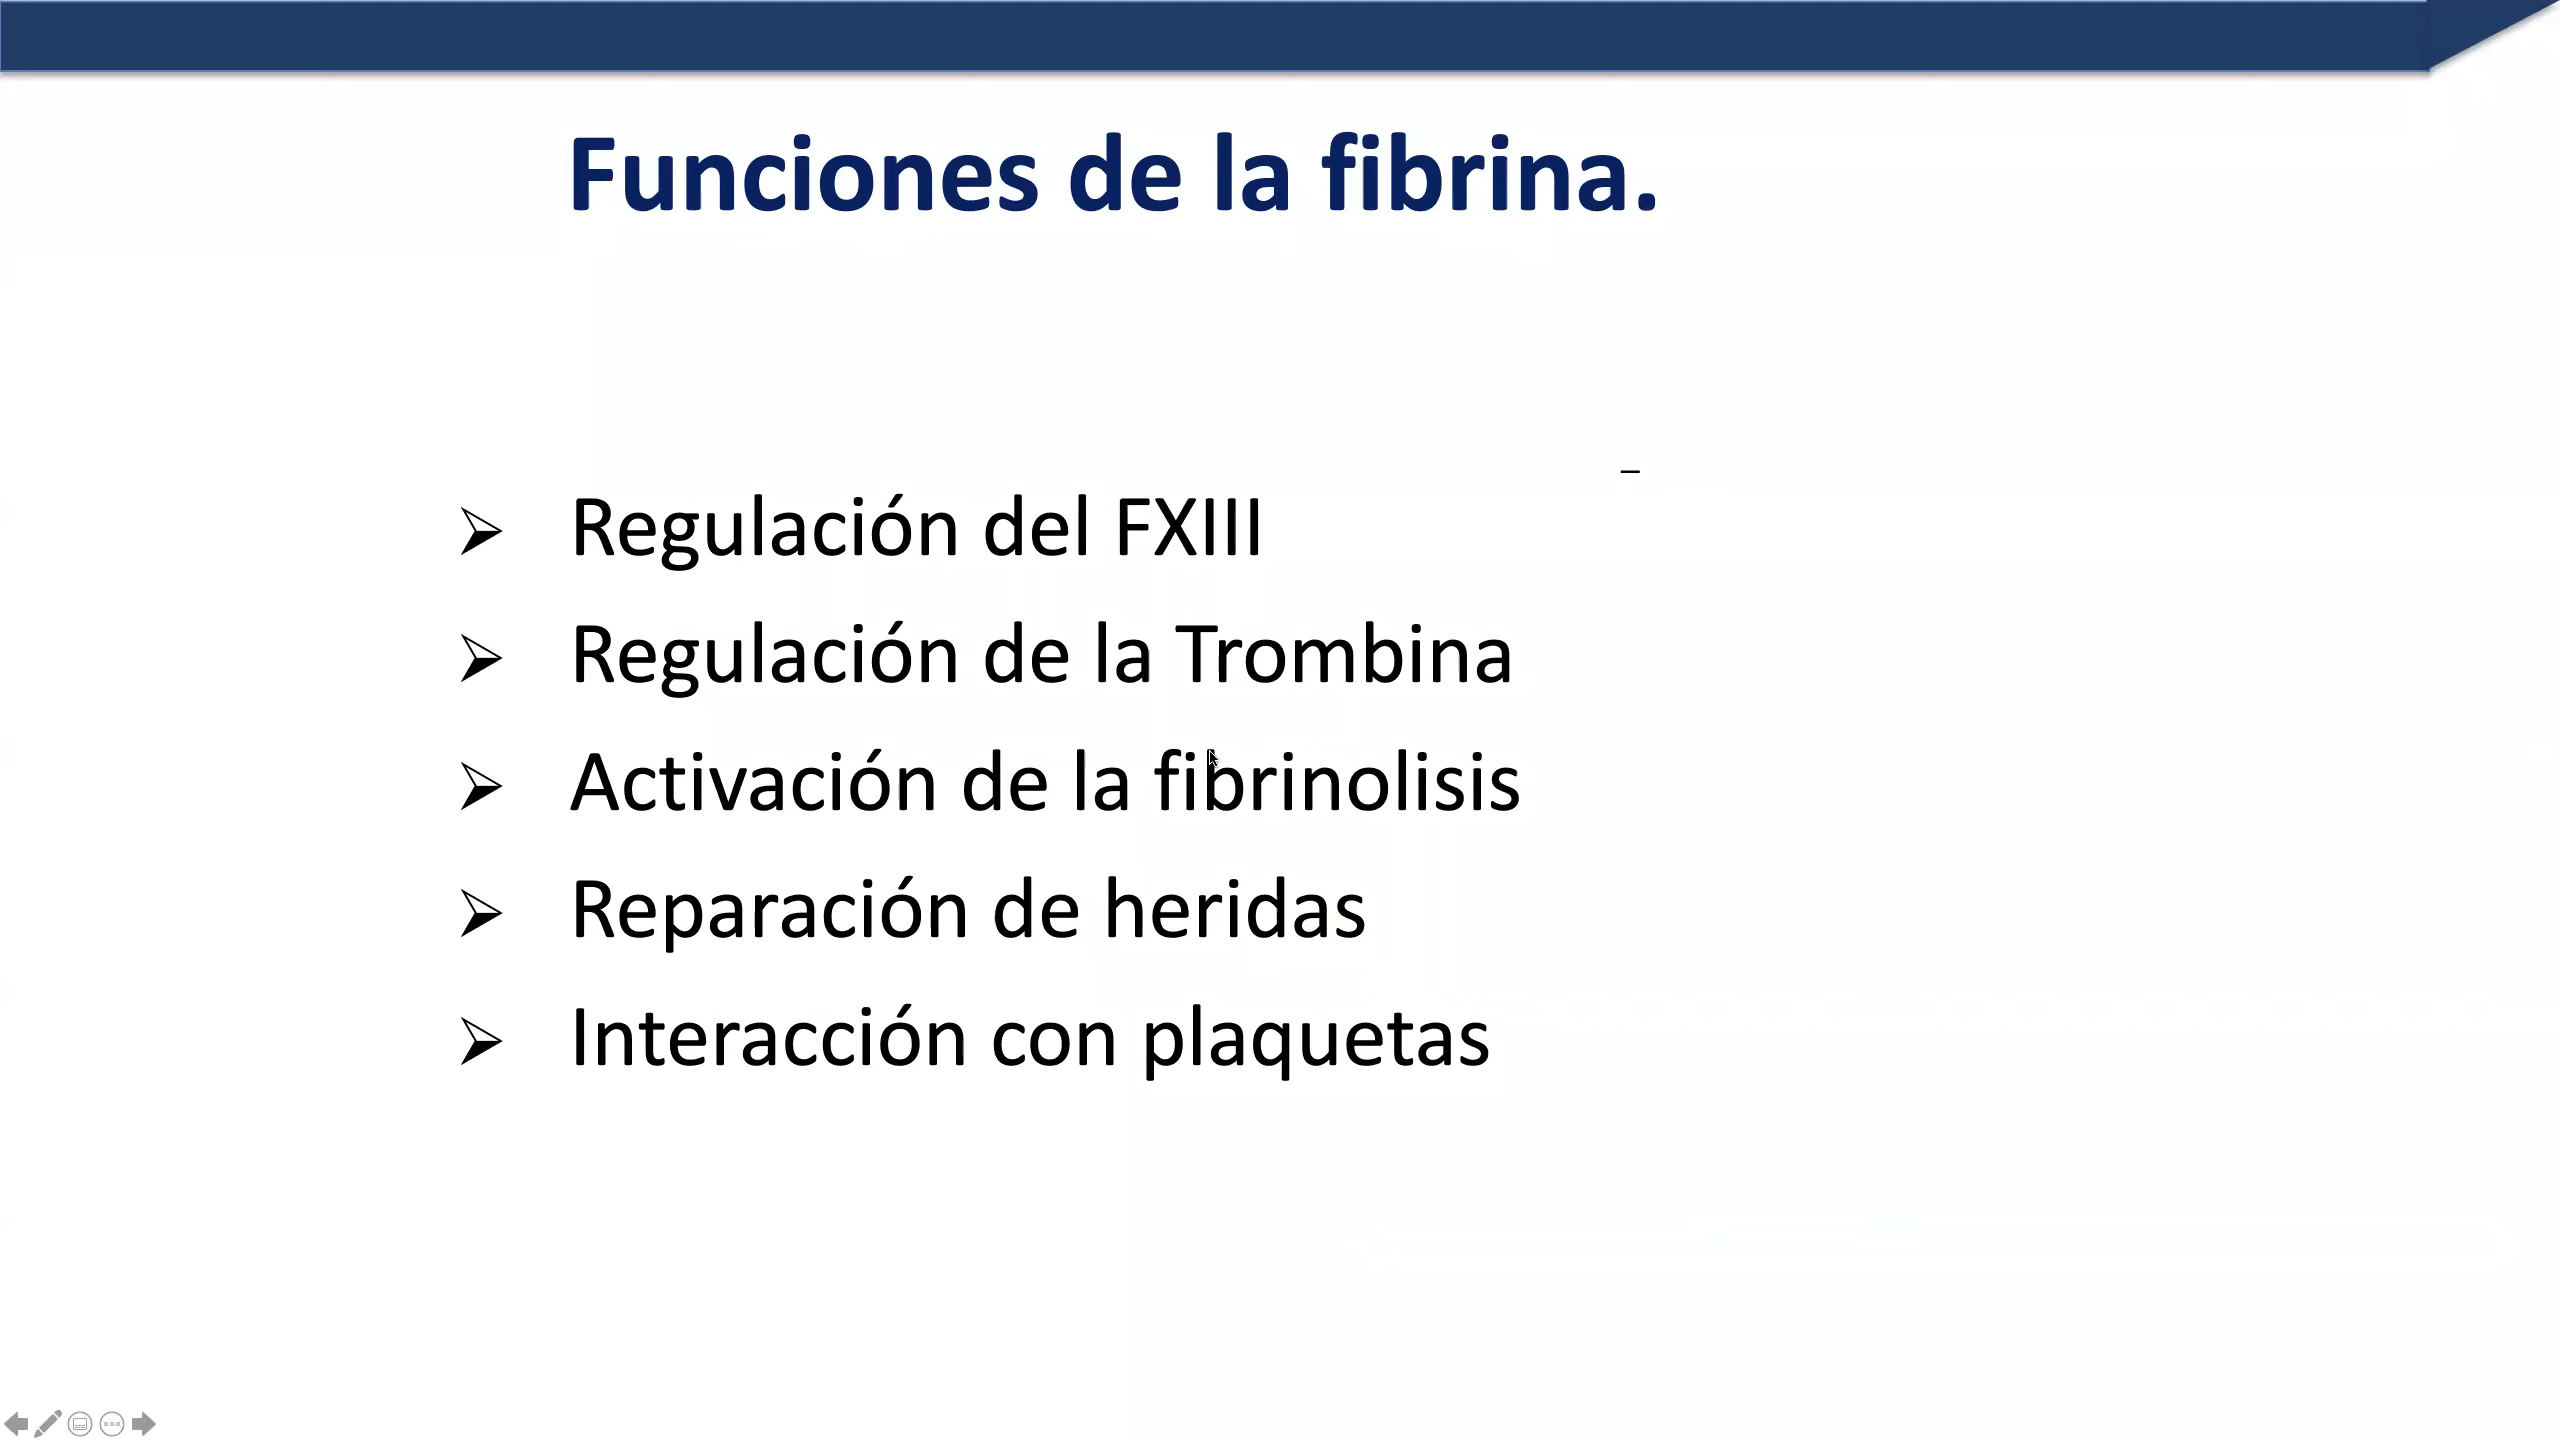 Funciones de la fibrina.
–
➢ Regulación del FXIII
➢ Regulación de la Trombina
➢ Activación de la fibrinolisis
➢ Reparación de heridas
➢ Interacción con plaquetas